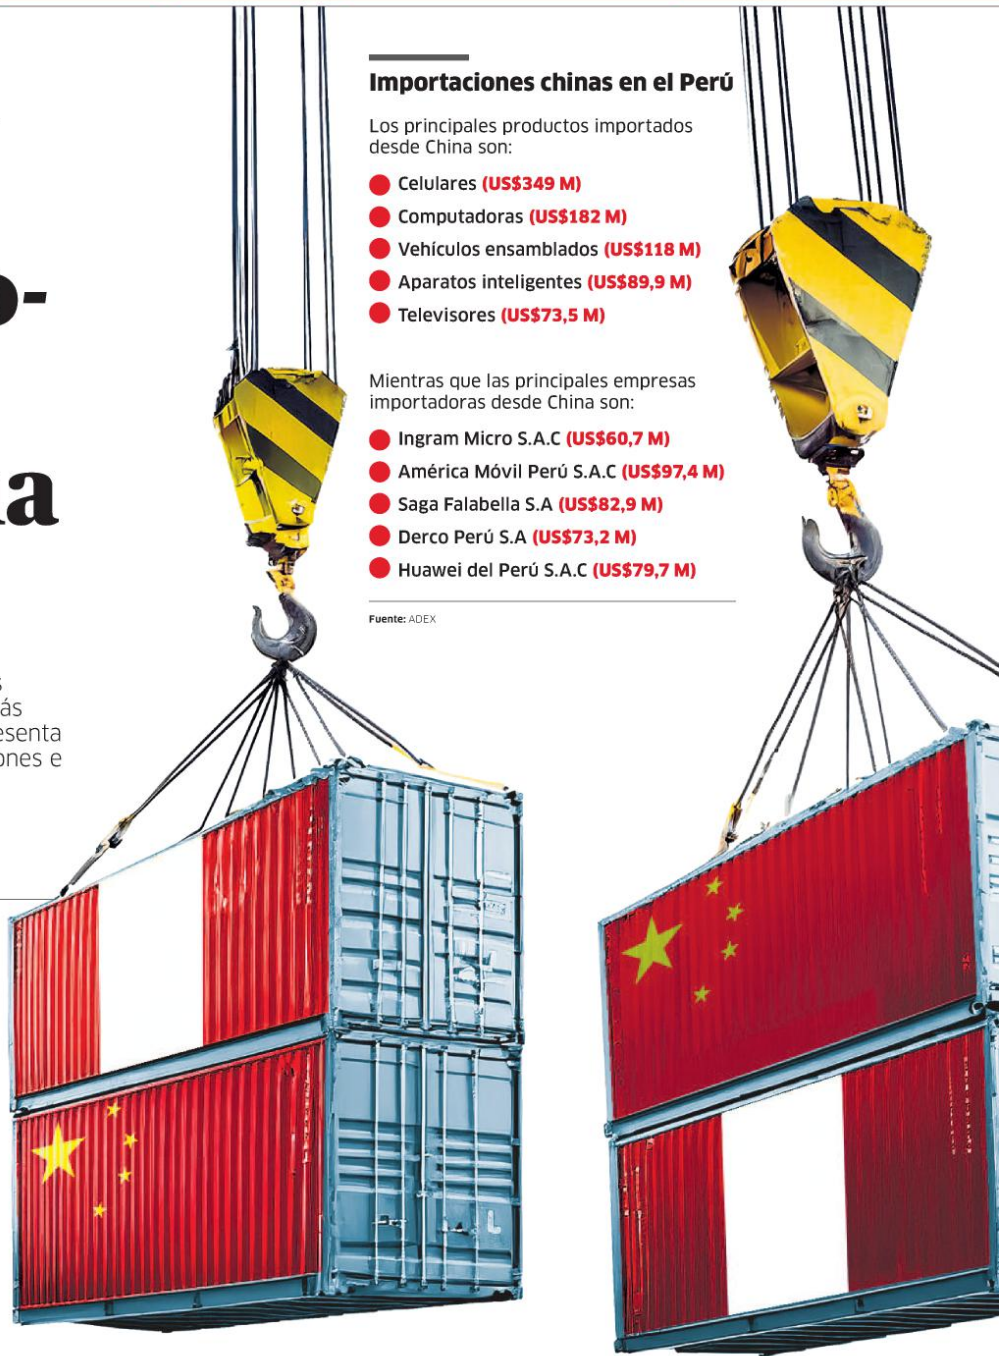 Importaciones chinas en el Perú
Los principales productos importados
desde China son:
Celulares (US$349 M)
Computadoras (US$182 M)
Vehículos ensamblados (US$118 M)
Aparatos inteligentes (US$89,9 M)
Televisores (US$73,5 M)
Mientras que las principales empresas
importadoras desde China son:
Ingram Micro S.A.C (US$60,7 M)
América Móvil Perú S.A.C (US$97,4 M)
Saga Falabella S.A (US$82,9 M)
Derco Perú S.A (US$73,2 M)
Huawei del Perú S.A.C (US$79,7 M)
Fuente: ADEX